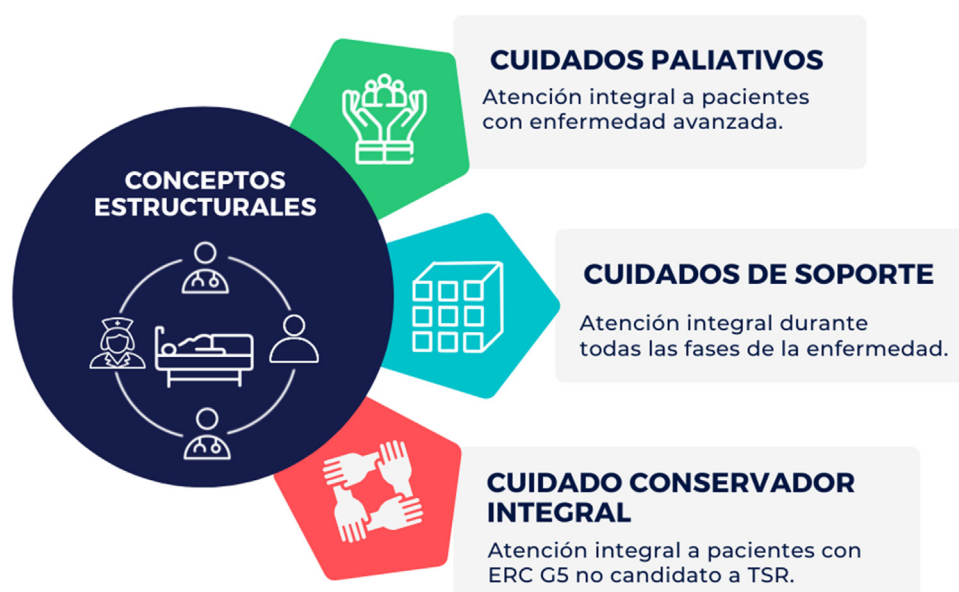 CONCEPTOS
ESTRUCTURALES
CUIDADOS PALIATIVOS
Atención integral a pacientes
con enfermedad avanzada.
CUIDADOS DE SOPORTE
Atención integral durante
todas las fases de la enfermedad.
CUIDADO CONSERVADOR
INTEGRAL
Atención integral a pacientes con
ERC G5 no candidato a TSR.